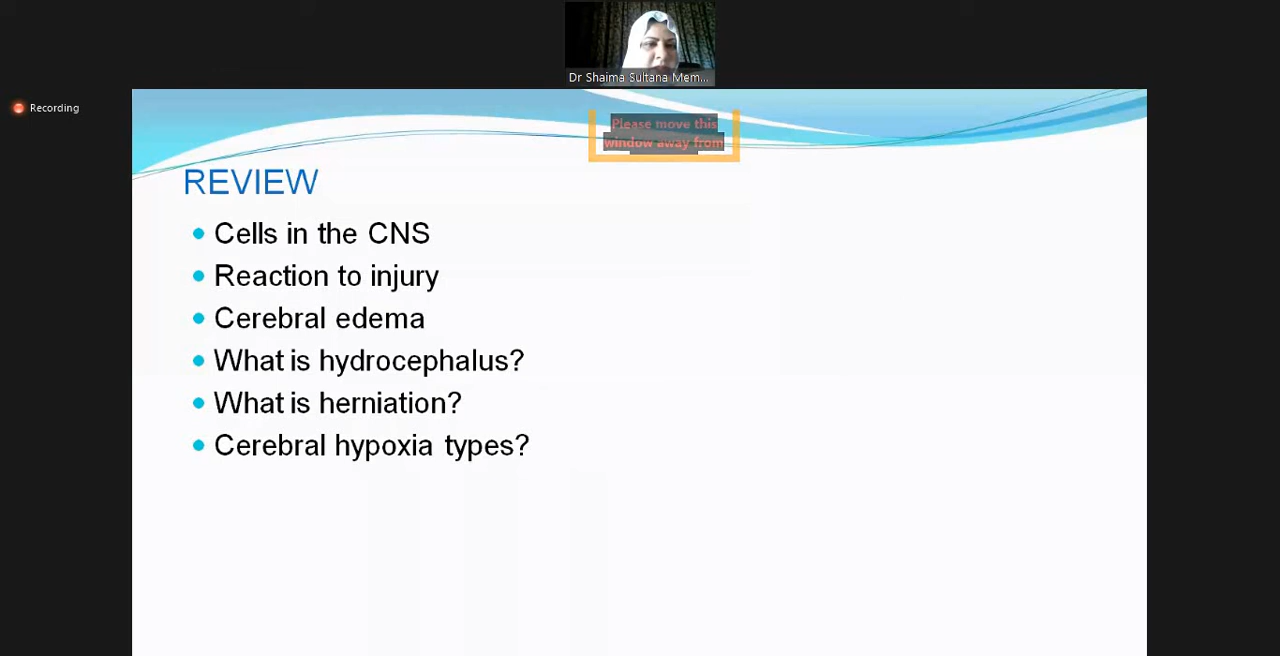 Dr Shaima Sultana Mem...
Recording
Please move this
window away from
REVIEW
Cells in the CNS
Reaction to injury
Cerebral edema
What is hydrocephalus?
What is herniation?
Cerebral hypoxia types?